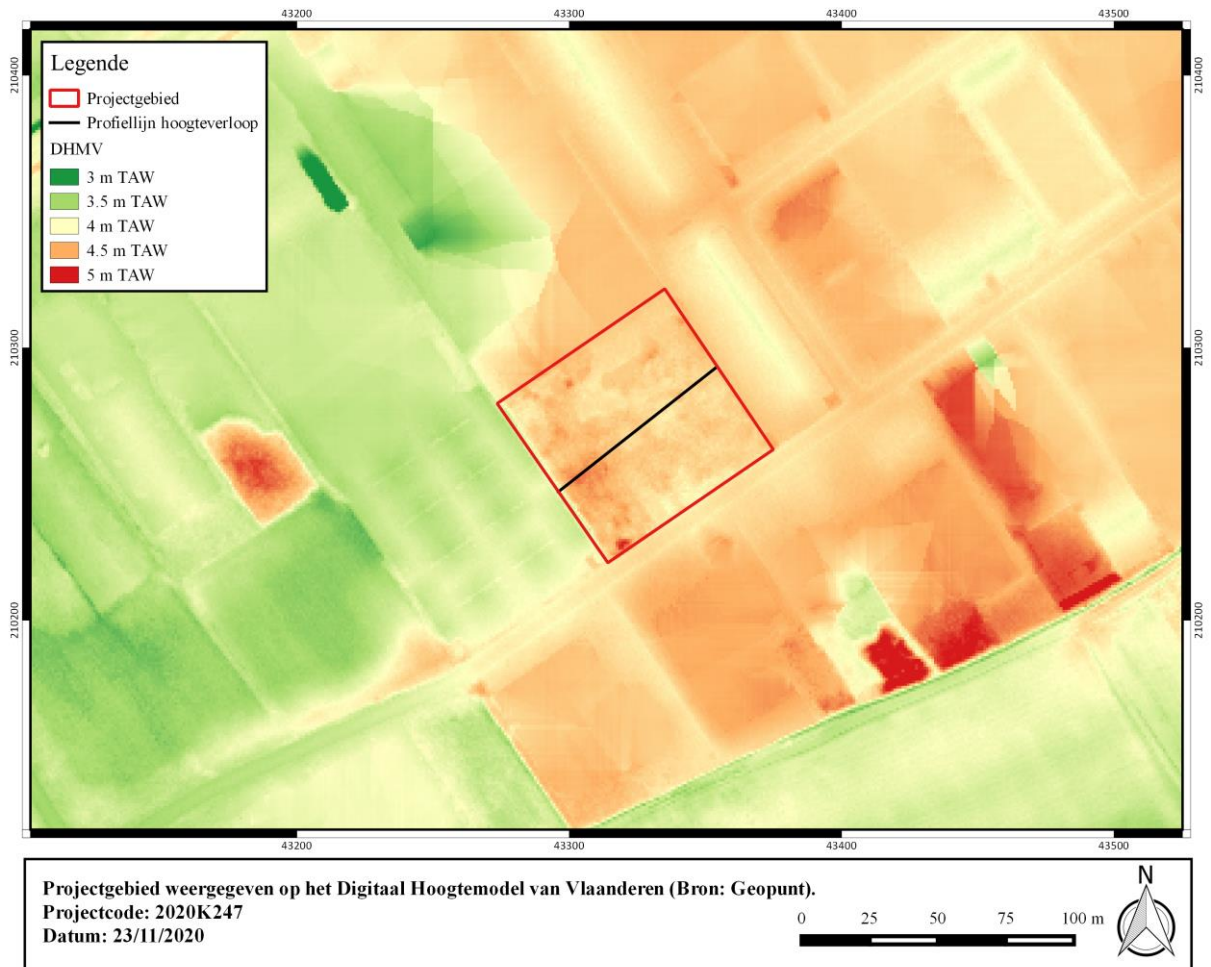 43200 43300 43400 43500
210400 210400
Legende
Projectgebied
Profiellijn hoogteverloop
DHMV
3 m TAW
3.5 m TAW
4 m TAW
4.5 m TAW
5 m TAW
210300 210300
210200 210200
43200 43300 43400 43500
Projectgebied weergegeven op het Digitaal Hoogtemodel van Vlaanderen (Bron: Geopunt).
Projectcode: 2020K247
Datum: 23/11/2020
0 25 50 75 100 m
N